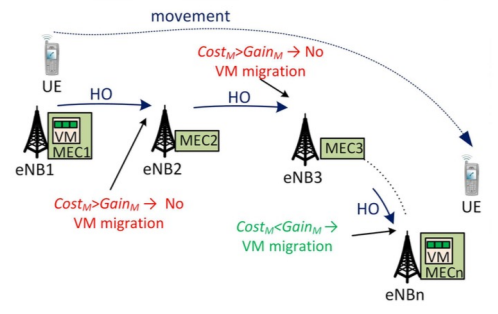 movement
Cost_M>Gain_M → No
VM migration
UE
HO
HO
VM
MEC1
eNB1
MEC2
eNB2
MEC3
eNB3
Cost_M>Gain_M → No
VM migration
UE
HO
Cost_M<Gain_M →
VM migration
VM
MECn
eNBn